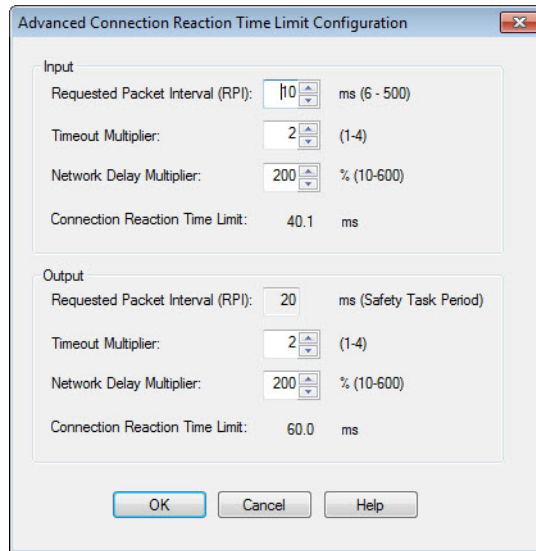 Advanced Connection Reaction Time Limit Configuration
Input
Requested Packet Interval (RPI): 10 ms (6 - 500)
Timeout Multiplier: 2 (1-4)
Network Delay Multiplier: 200 % (10-600)
Connection Reaction Time Limit: 40.1 ms
Output
Requested Packet Interval (RPI): 20 ms (Safety Task Period)
Timeout Multiplier: 2 (1-4)
Network Delay Multiplier: 200 % (10-600)
Connection Reaction Time Limit: 60.0 ms
OK Cancel Help